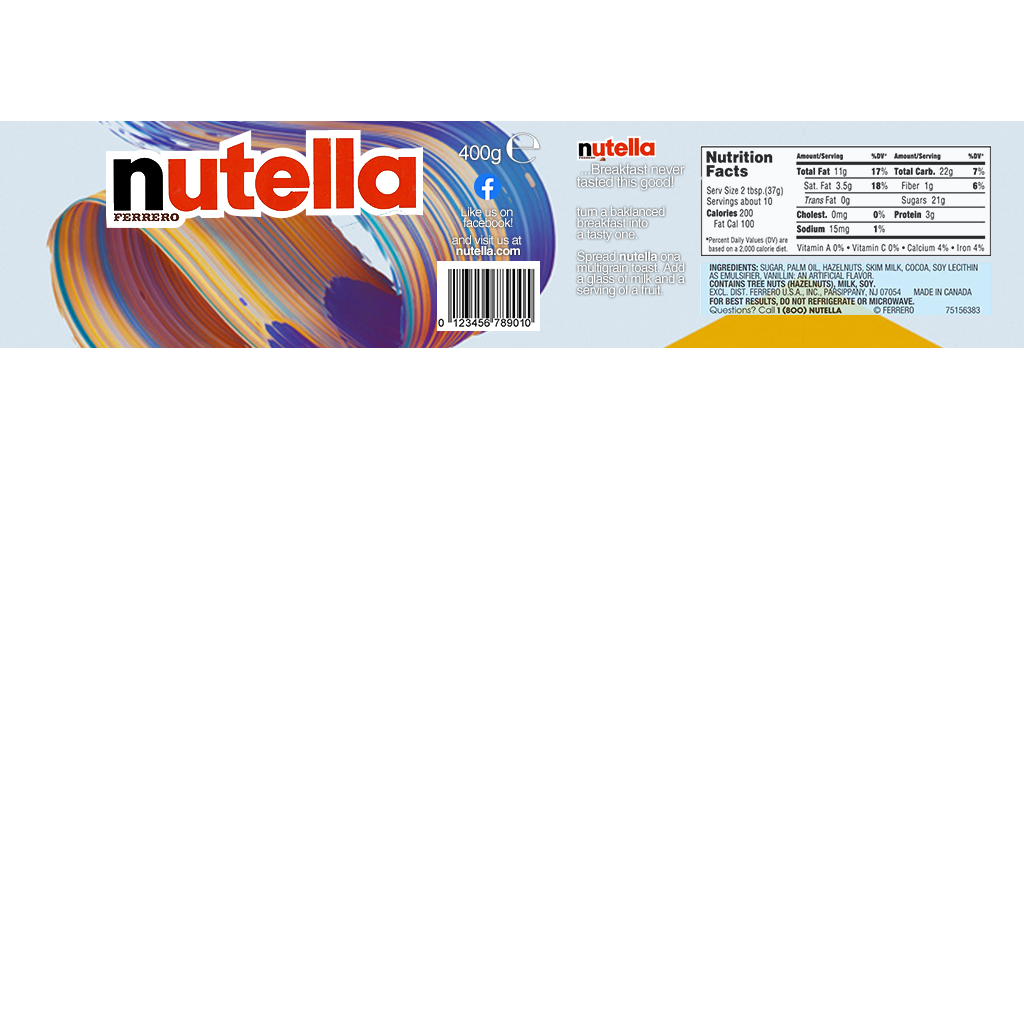 nutella
FERRERO
400g ℮
Like us on
facebook!
and visit us at
nutella.com
0 123456 789010
nutella
FERRERO
...Breakfast never
tasted this good!
turn a baklanced
breakfast into
a tasty one.
Spread nutella ona
multigrain toast. Add
a glass of milk and a
serving of a fruit.
Nutrition
Facts
Serv Size 2 tbsp.(37g)
Servings about 10
Calories 200
Fat Cal 100
*Percent Daily Values (DV) are
based on a 2,000 calorie diet.
Amount/Serving %DV* Amount/Serving %DV*
Total Fat 11g 17% Total Carb. 22g 7%
Sat. Fat 3.5g 18% Fiber 1g 6%
Trans Fat 0g Sugars 21g
Cholest. 0mg 0% Protein 3g
Sodium 15mg 1%
Vitamin A 0% • Vitamin C 0% • Calcium 4% • Iron 4%
INGREDIENTS: SUGAR, PALM OIL, HAZELNUTS, SKIM MILK, COCOA, SOY LECITHIN
AS EMULSIFIER, VANILLIN: AN ARTIFICIAL FLAVOR.
CONTAINS TREE NUTS (HAZELNUTS), MILK, SOY.
EXCL. DIST. FERRERO U.S.A., INC., PARSIPPANY, NJ 07054 MADE IN CANADA
FOR BEST RESULTS, DO NOT REFRIGERATE OR MICROWAVE.
Questions? Call 1 (800) NUTELLA © FERRERO 75156383